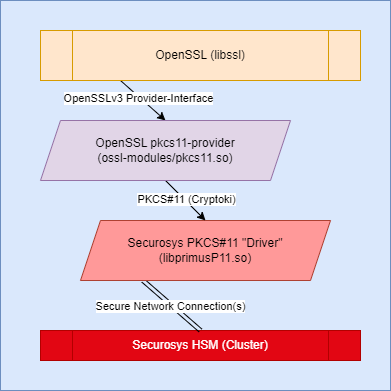 OpenSSL (libssl)
OpenSSLv3 Provider-Interface
OpenSSL pkcs11-provider
(ossl-modules/pkcs11.so)
PKCS#11 (Cryptoki)
Securosys PKCS#11 "Driver"
(libprimusP11.so)
Secure Network Connection(s)
Securosys HSM (Cluster)